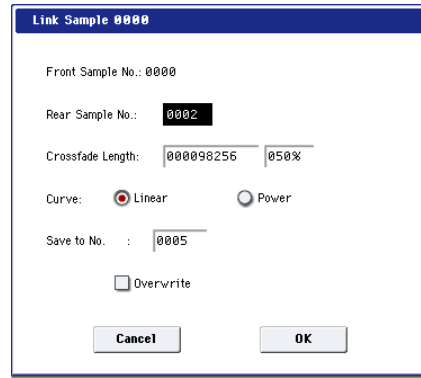 Link Sample 0000
Front Sample No.: 0000
Rear Sample No.: 0002
Crossfade Length: 000098256 050%
Curve: Linear Power
Save to No. : 0005
Overwrite
Cancel OK